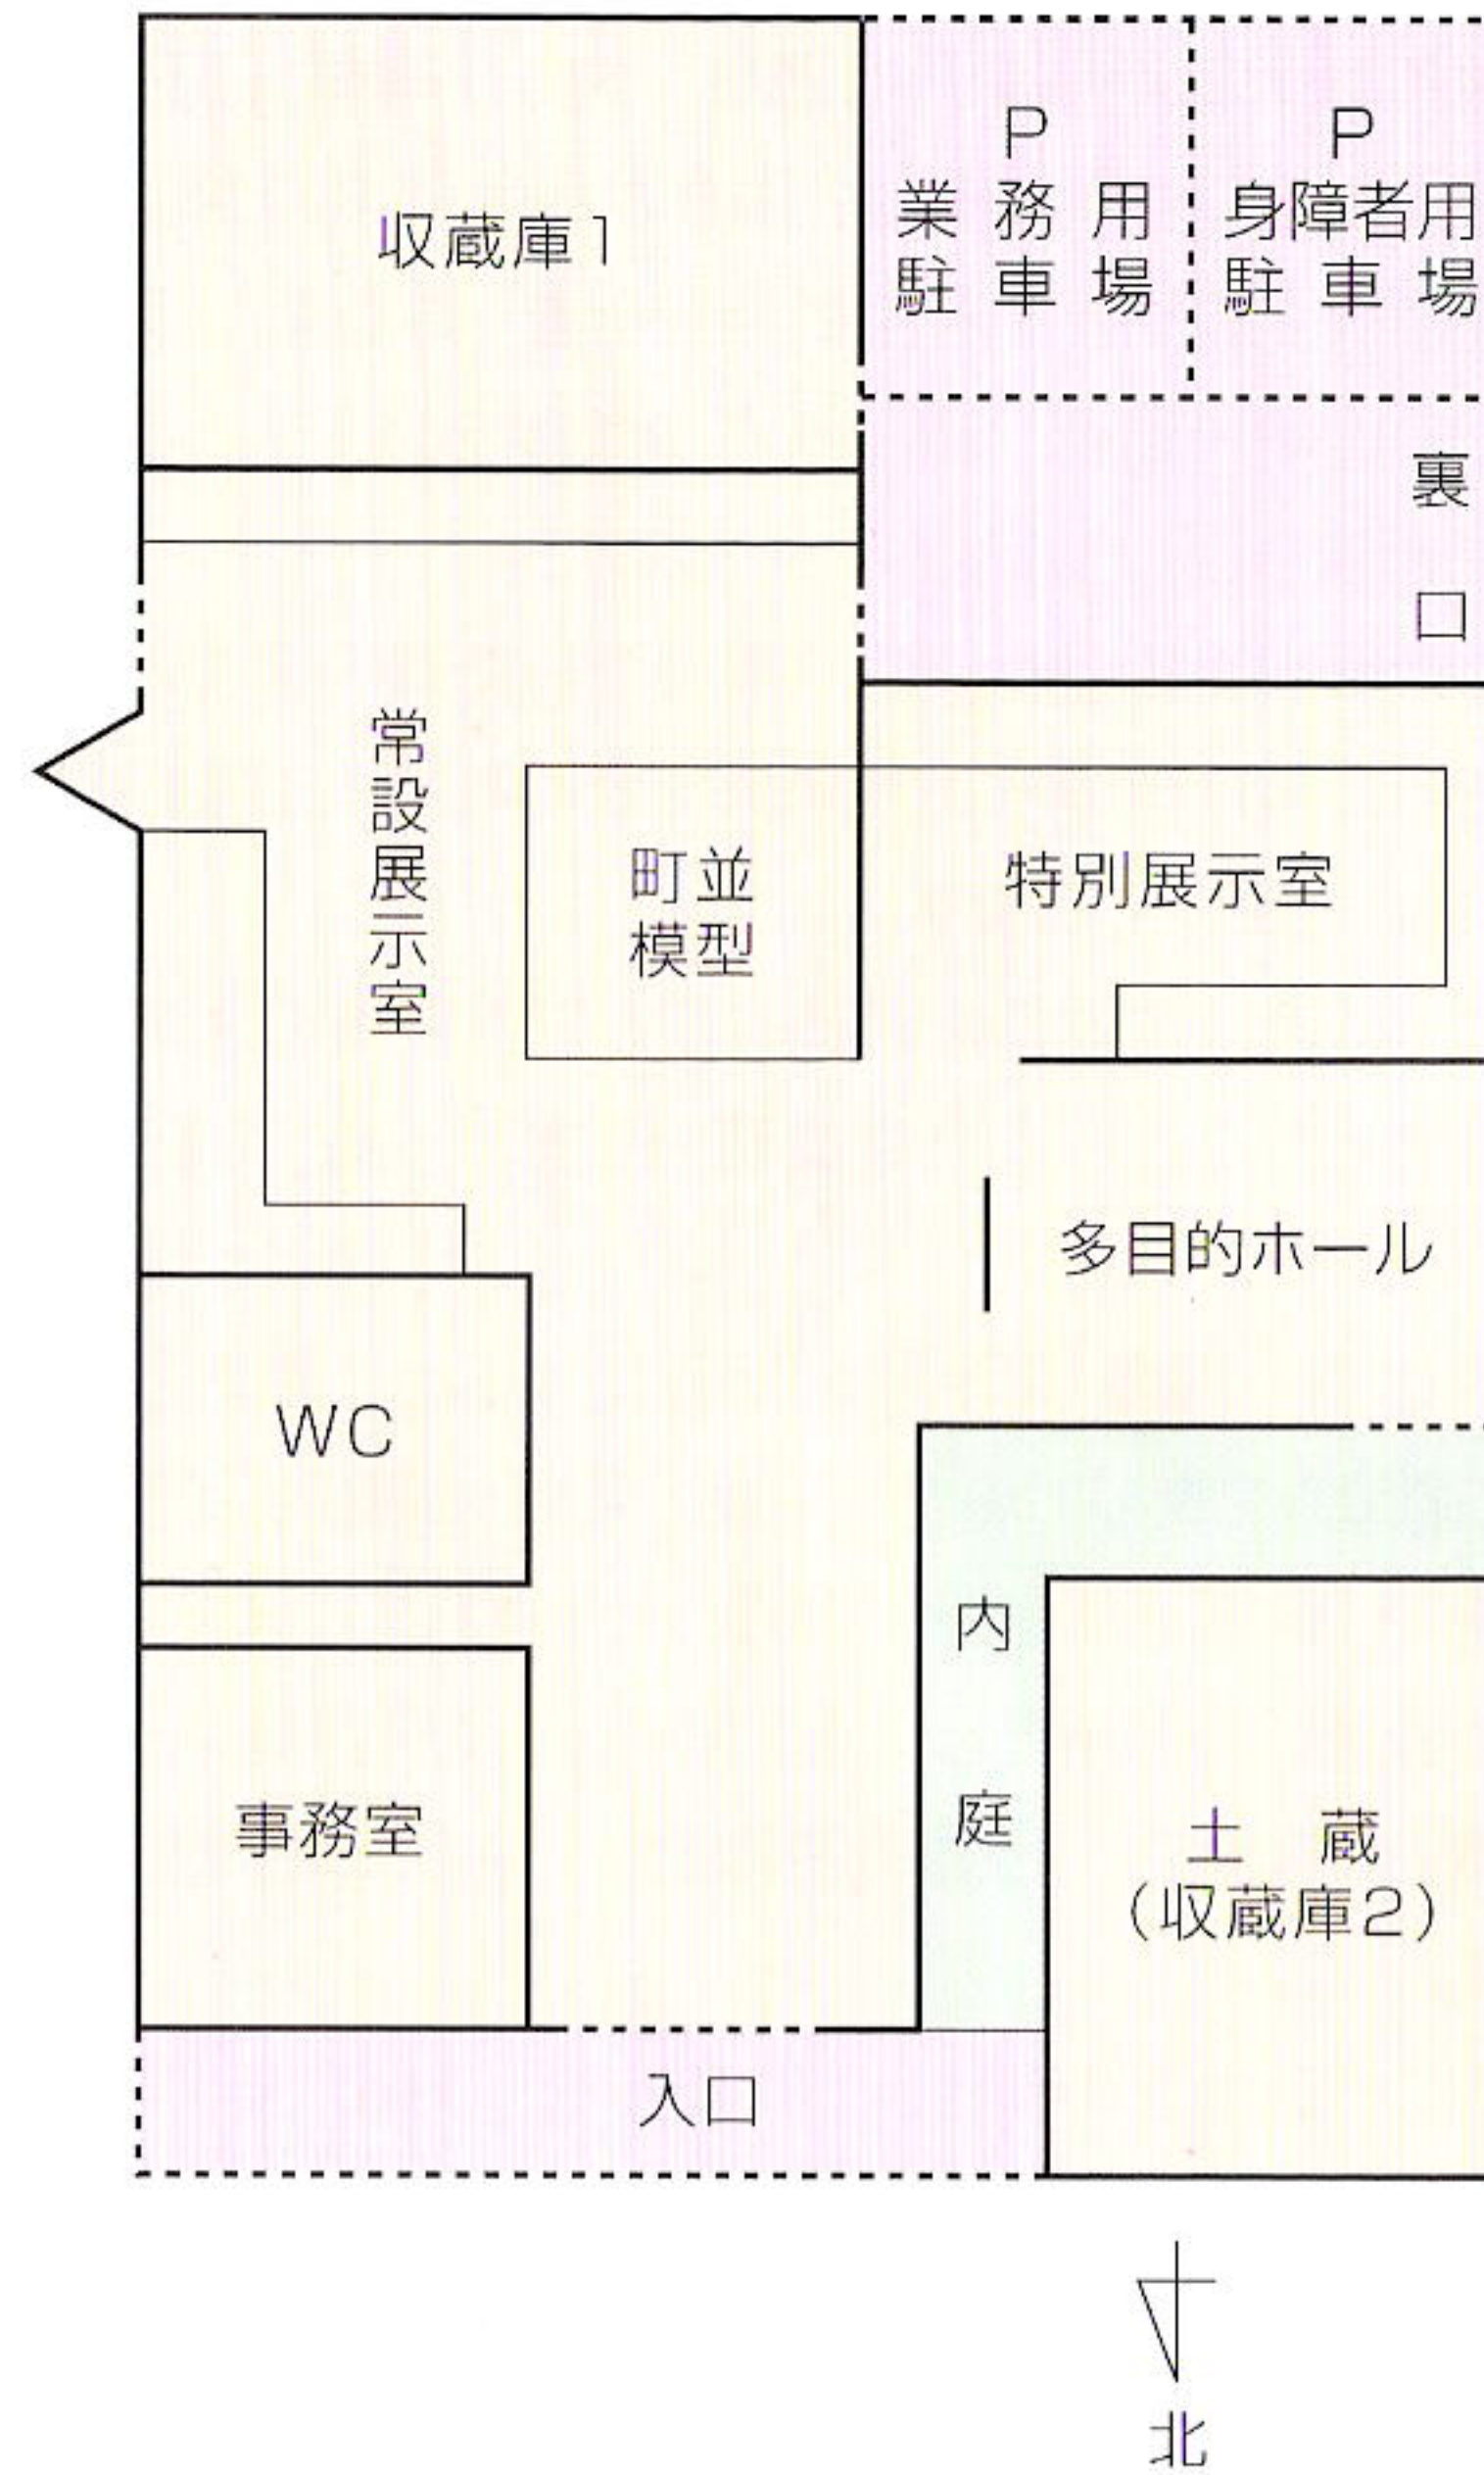 収蔵庫1
P
業務用
駐車場
P
身障者用
駐車場
裏口
常設展示室
町並
模型
特別展示室
多目的ホール
WC
内庭
事務室
土蔵
(収蔵庫2)
入口
北